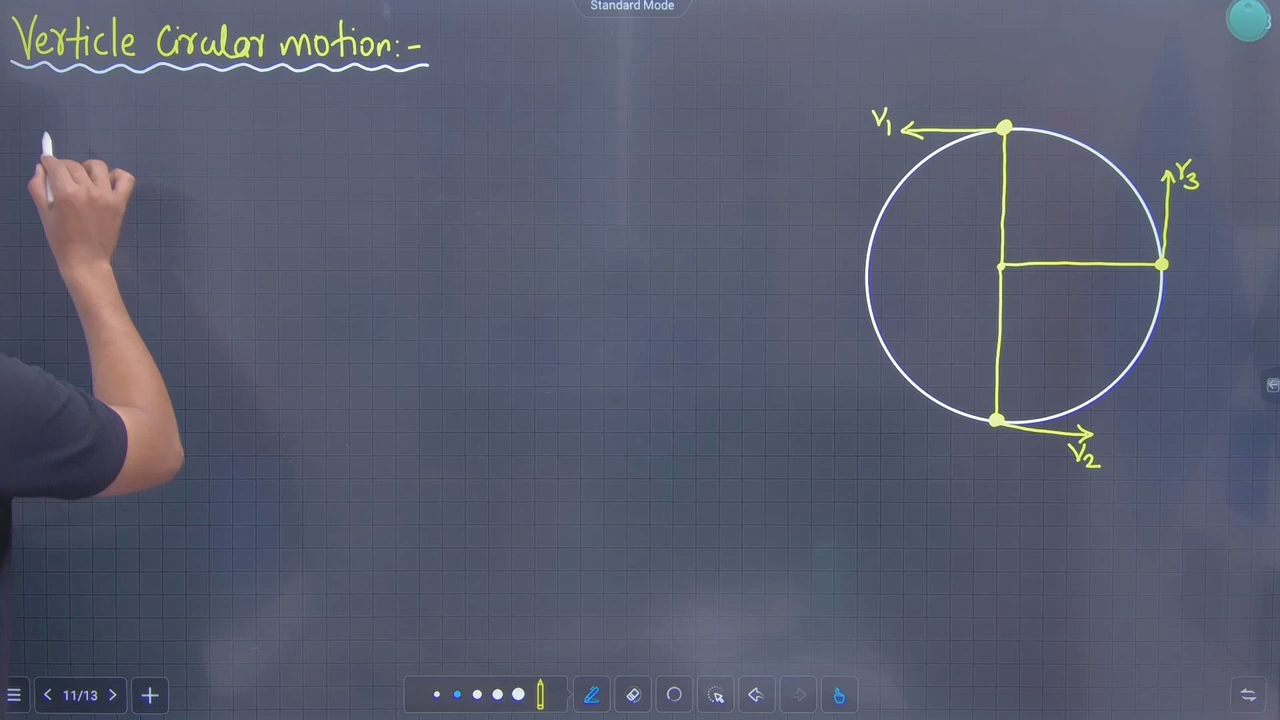 Standard Mode
Verticle Circular motion:-
V1
V3
V2
11/13